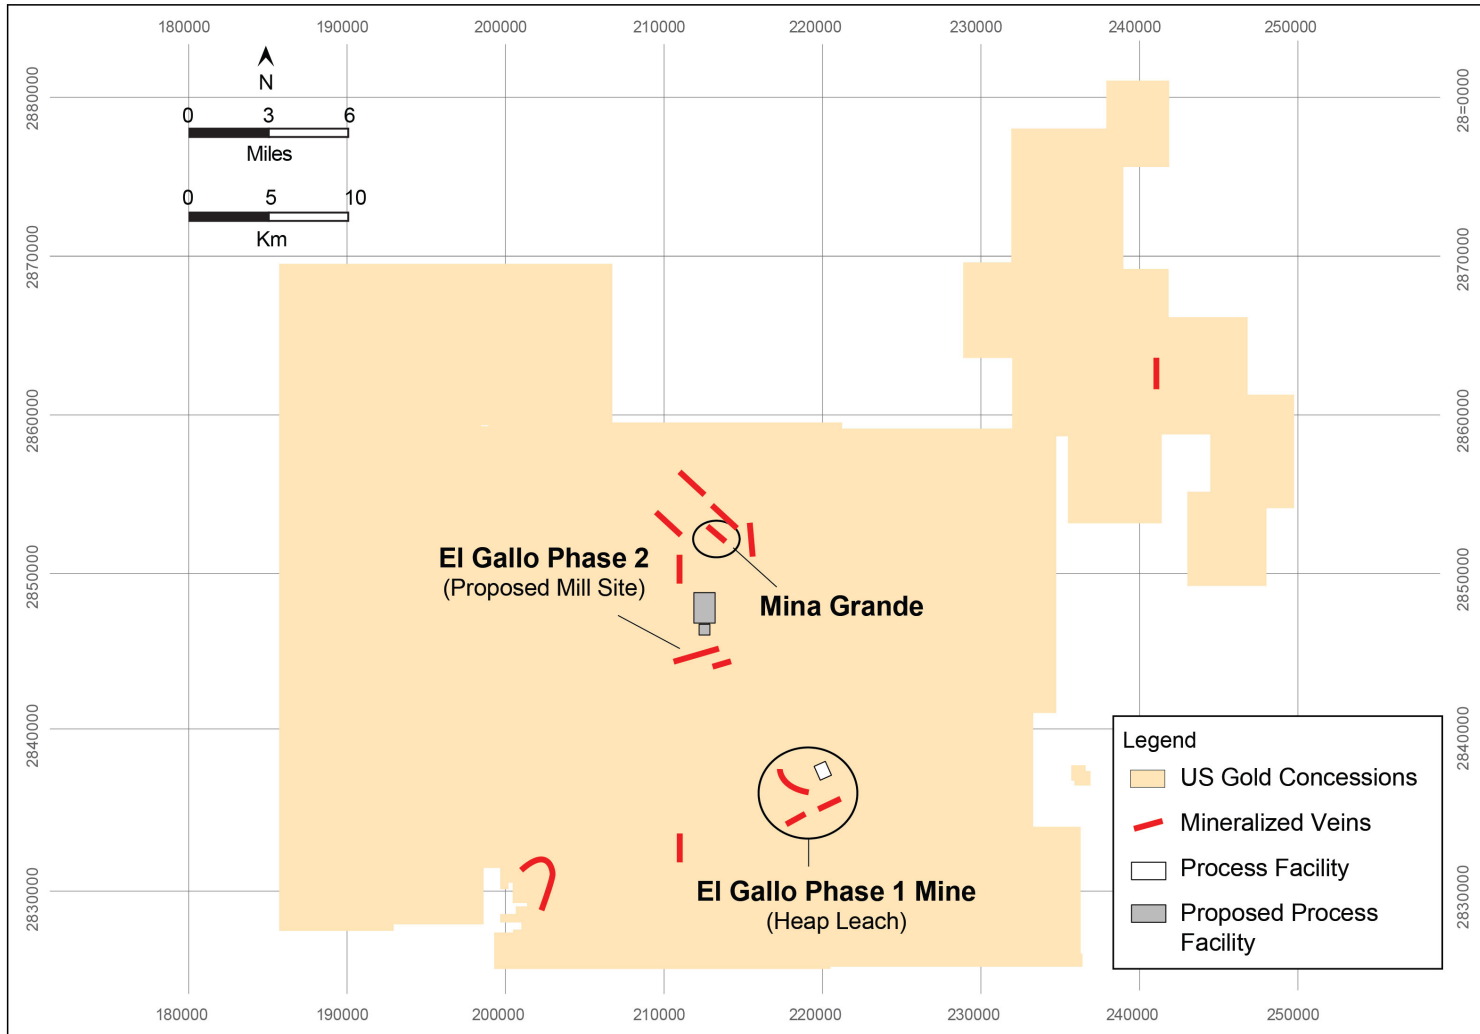 180000 190000 200000 210000 220000 230000 240000 250000
N
0 3 6
Miles
0 5 10
Km
2880000
28=0000
2870000
2870000
2860000
2860000
El Gallo Phase 2
(Proposed Mill Site)
Mina Grande
2850000
2850000
2840000
2840000
Legend
US Gold Concessions
Mineralized Veins
Process Facility
Proposed Process
Facility
El Gallo Phase 1 Mine
(Heap Leach)
2830000
2830000
180000 190000 200000 210000 220000 230000 240000 250000